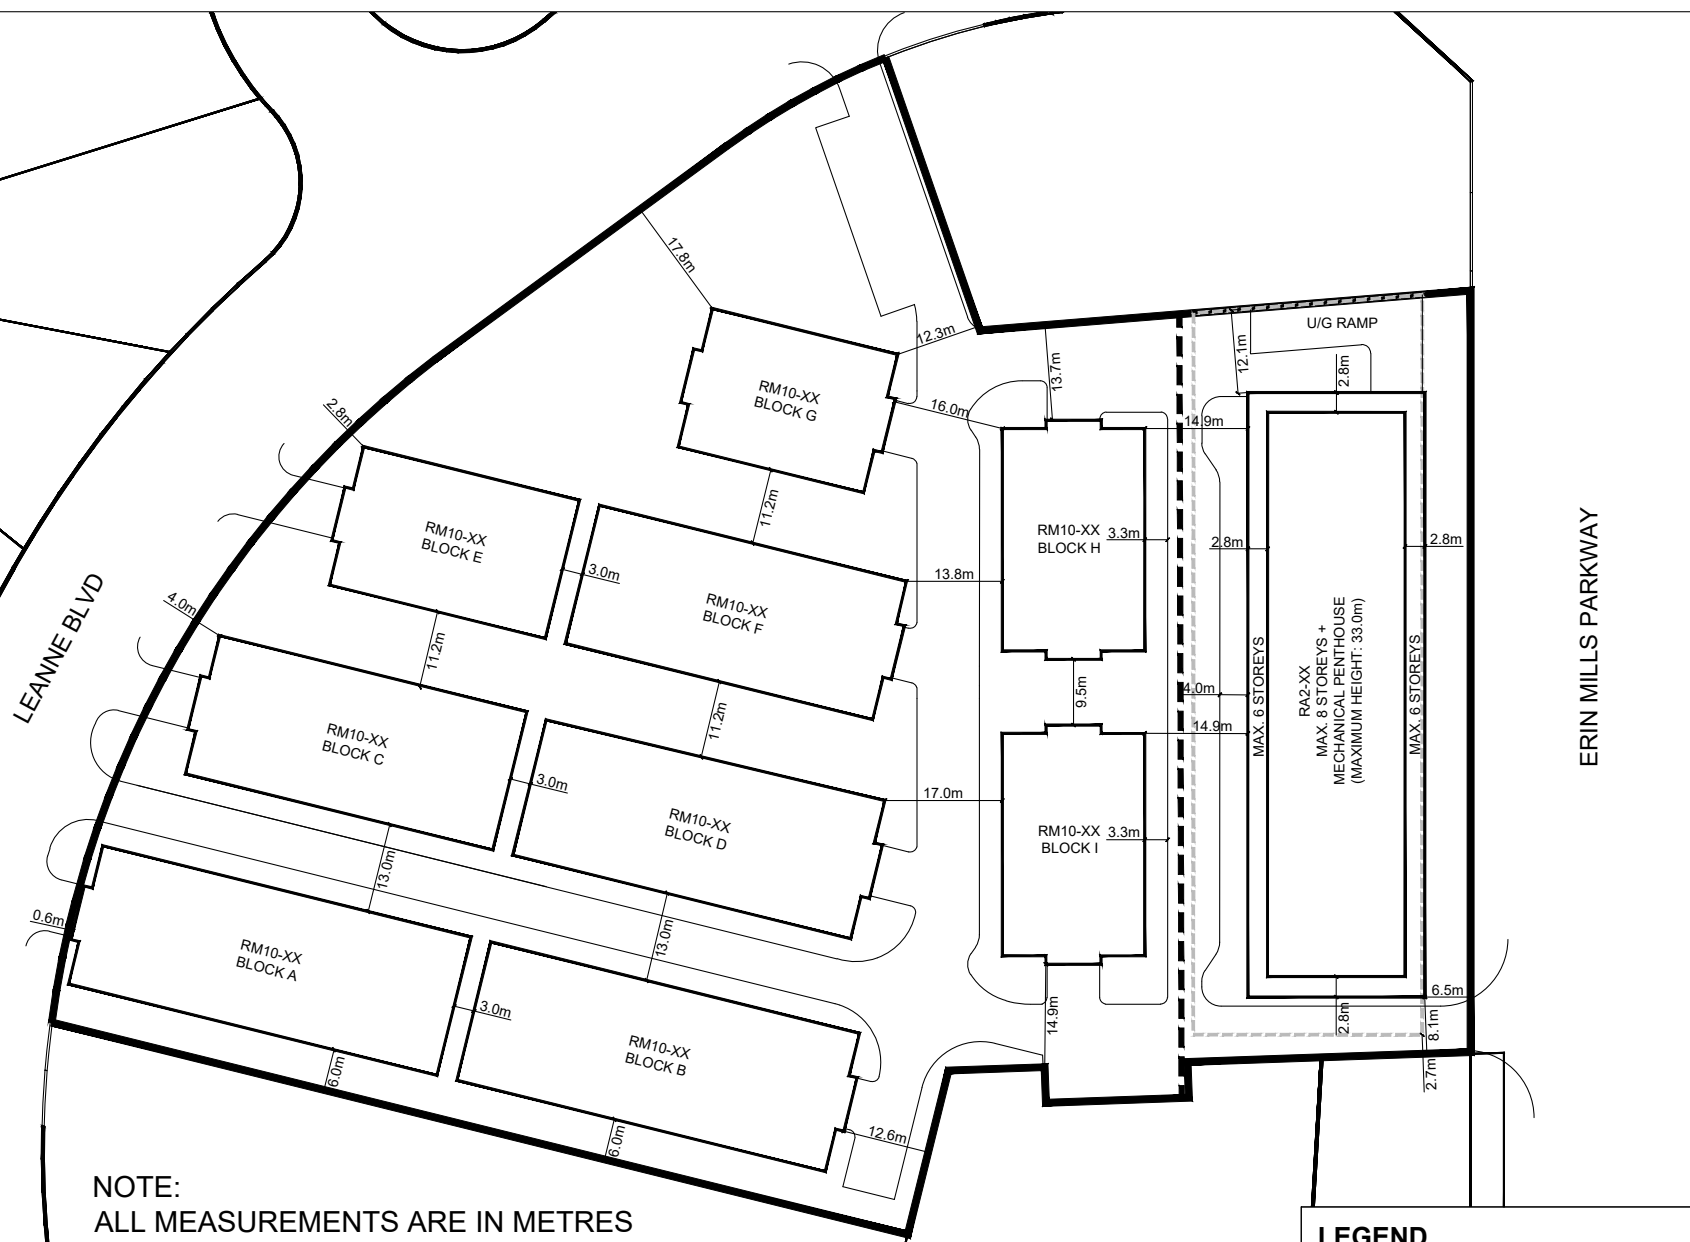 17.8m
12.3m
13.7m
U/G RAMP
12.1m
2.8m
RM10-XX
BLOCK G
16.0m
14.9m
2.8m
11.2m
RM10-XX
BLOCK E
3.0m
RM10-XX
BLOCK F
13.8m
RM10-XX
BLOCK H
3.3m
2.8m
2.8m
4.0m
11.2m
11.2m
9.5m
4.0m
14.9m
MAX. 6 STOREYS
RA2-XX
MAX. 8 STOREYS +
MECHANICAL PENTHOUSE
(MAXIMUM HEIGHT: 33.0m)
MAX. 6 STOREYS
ERIN MILLS PARKWAY
LEANNE BLVD
RM10-XX
BLOCK C
3.0m
RM10-XX
BLOCK D
17.0m
RM10-XX
BLOCK I
3.3m
13.0m
13.0m
0.6m
RM10-XX
BLOCK A
3.0m
RM10-XX
BLOCK B
14.9m
2.8m
6.5m
8.1m
2.7m
6.0m
6.0m
12.6m
NOTE:
ALL MEASUREMENTS ARE IN METRES
LEGEND